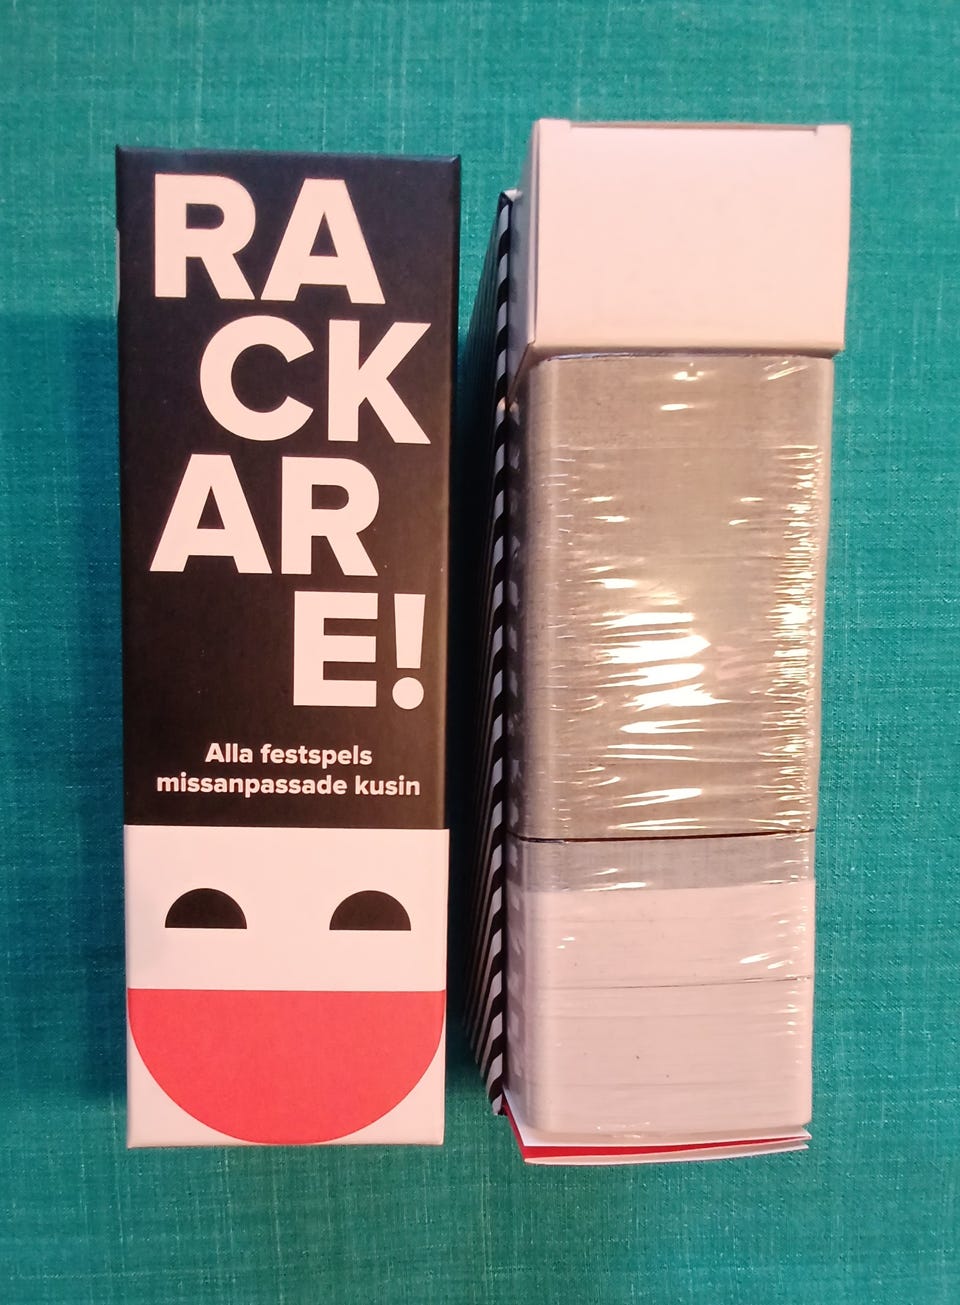 RA
CK
AR
E!
Alla festspels
missanpassade kusin